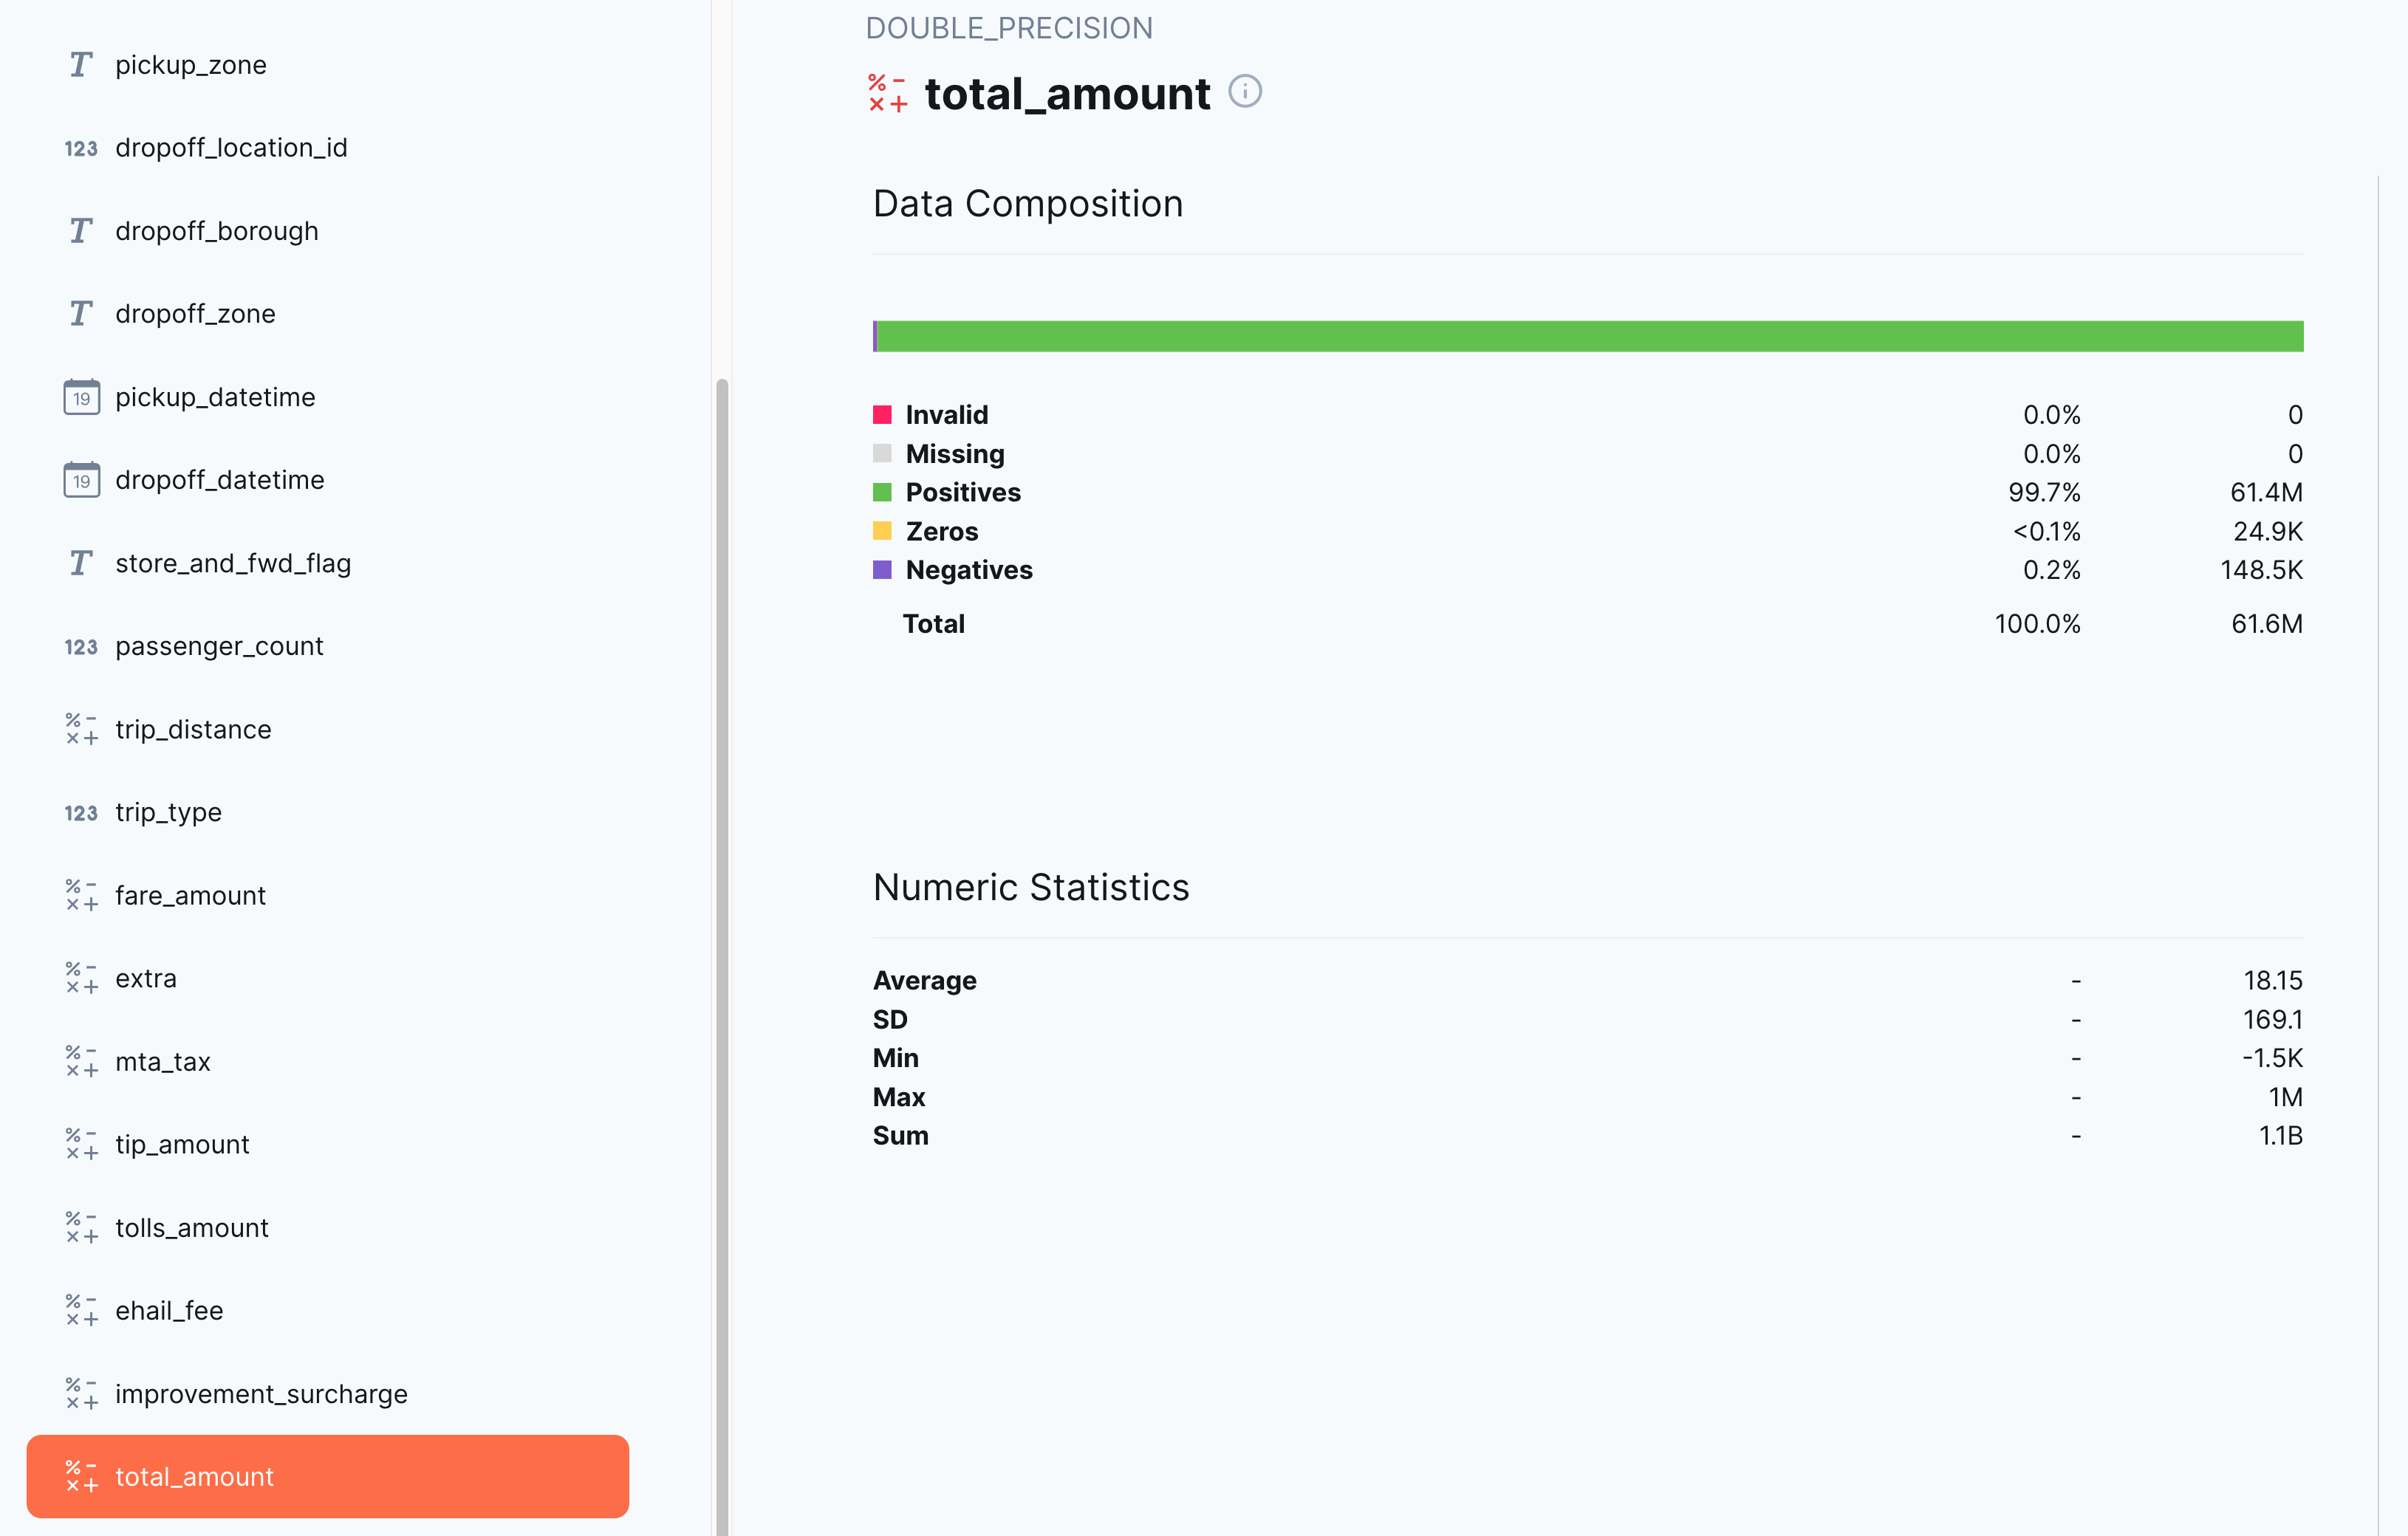 pickup_zone
123 dropoff_location_id
dropoff_borough
dropoff_zone
19 pickup_datetime
19 dropoff_datetime
store_and_fwd_flag
123 passenger_count
trip_distance
123 trip_type
fare_amount
extra
mta_tax
tip_amount
tolls_amount
ehail_fee
improvement_surcharge
total_amount
DOUBLE_PRECISION
total_amount
Data Composition
Invalid 0.0% 0
Missing 0.0% 0
Positives 99.7% 61.4M
Zeros <0.1% 24.9K
Negatives 0.2% 148.5K
Total 100.0% 61.6M
Numeric Statistics
Average - 18.15
SD - 169.1
Min - -1.5K
Max - 1M
Sum - 1.1B